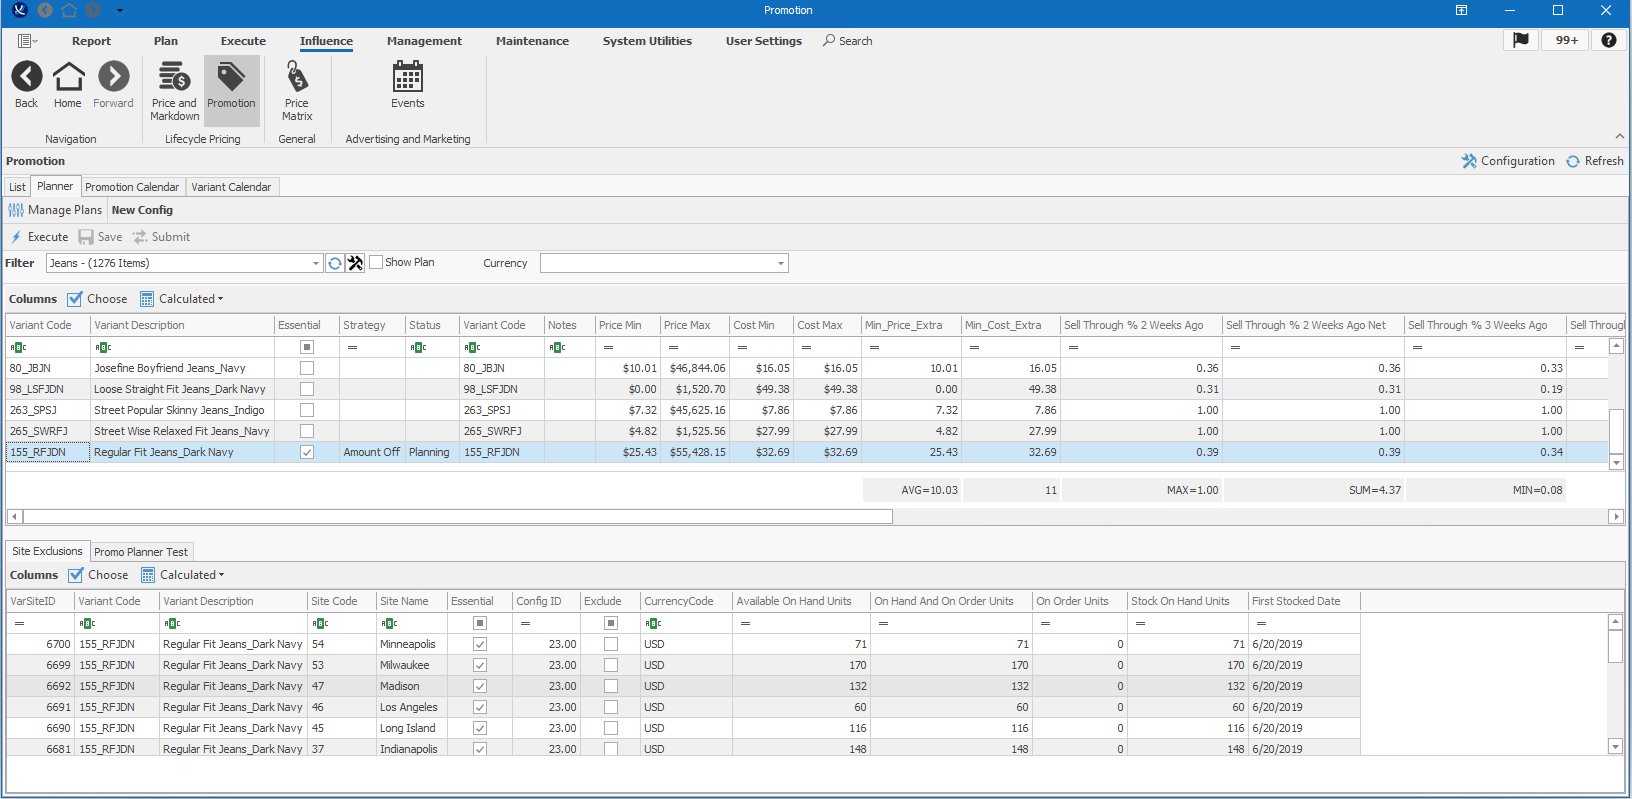 Promotion
Report Plan Execute Influence Management Maintenance System Utilities User Settings Search 99+ ?
Back Home Forward Price and Markdown Promotion Price Matrix Events
Navigation Lifecycle Pricing General Advertising and Marketing
Promotion Configuration Refresh
List Planner Promotion Calendar Variant Calendar
Manage Plans New Config
Execute Save Submit
Filter Jeans - (1276 Items) Show Plan Currency
Columns Choose Calculated
Variant Code Variant Description Essential Strategy Status Variant Code Notes Price Min Price Max Cost Min Cost Max Min_Price_Extra Min_Cost_Extra Sell Through % 2 Weeks Ago Sell Through % 2 Weeks Ago Net Sell Through % 3 Weeks Ago Sell Throug
ABC ABC = ABC ABC ABC = = = = = = = = = =
80_JBJN Josefine Boyfriend Jeans_Navy 80_JBJN $10.01 $46,844.06 $16.05 $16.05 10.01 16.05 0.36 0.36 0.33
98_LSFJDN Loose Straight Fit Jeans_Dark Navy 98_LSFJDN $0.00 $1,520.70 $49.38 $49.38 0.00 49.38 0.31 0.31 0.19
263_SPSJ Street Popular Skinny Jeans_Indigo 263_SPSJ $7.32 $45,625.16 $7.86 $7.86 7.32 7.86 1.00 1.00 1.00
265_SWRFJ Street Wise Relaxed Fit Jeans_Navy 265_SWRFJ $4.82 $1,525.56 $27.99 $27.99 4.82 27.99 1.00 1.00 1.00
155_RFJDN Regular Fit Jeans_Dark Navy Amount Off Planning 155_RFJDN $25.43 $55,428.15 $32.69 $32.69 25.43 32.69 0.39 0.39 0.34
AVG=10.03 11 MAX=1.00 SUM=4.37 MIN=0.08
Site Exclusions Promo Planner Test
Columns Choose Calculated
VarSiteID Variant Code Variant Description Site Code Site Name Essential Config ID Exclude CurrencyCode Available On Hand Units On Hand And On Order Units On Order Units Stock On Hand Units First Stocked Date
= ABC ABC ABC ABC = ABC = = = = =
6700 155_RFJDN Regular Fit Jeans_Dark Navy 54 Minneapolis 23.00 USD 71 71 0 71 6/20/2019
6699 155_RFJDN Regular Fit Jeans_Dark Navy 53 Milwaukee 23.00 USD 170 170 0 170 6/20/2019
6692 155_RFJDN Regular Fit Jeans_Dark Navy 47 Madison 23.00 USD 132 132 0 132 6/20/2019
6691 155_RFJDN Regular Fit Jeans_Dark Navy 46 Los Angeles 23.00 USD 60 60 0 60 6/20/2019
6690 155_RFJDN Regular Fit Jeans_Dark Navy 45 Long Island 23.00 USD 116 116 0 116 6/20/2019
6681 155_RFJDN Regular Fit Jeans_Dark Navy 37 Indianapolis 23.00 USD 148 148 0 148 6/20/2019